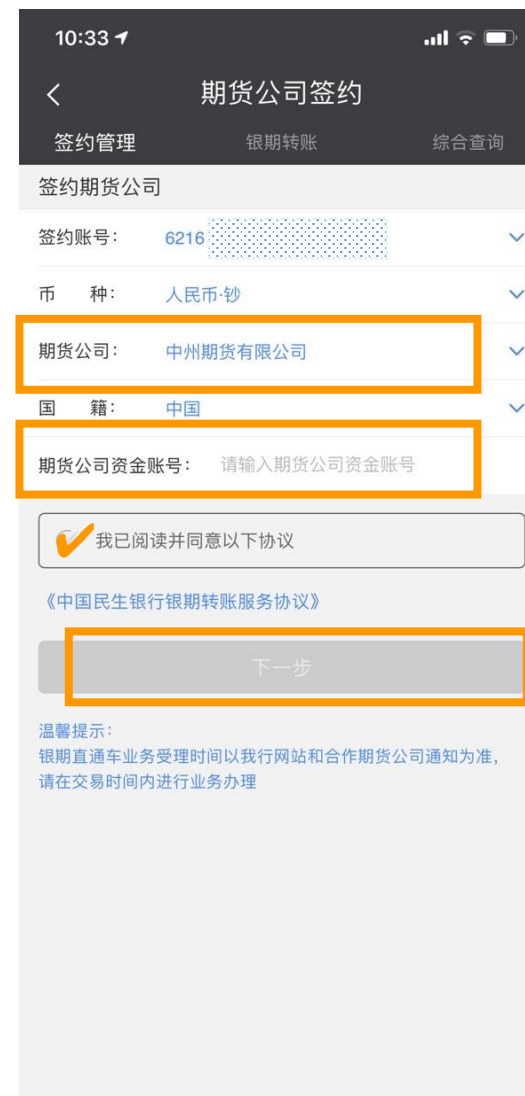 10:33
期货公司签约
签约管理 银期转账 综合查询
签约期货公司
签约账号： 6216
币 种： 人民币·钞
期货公司： 中州期货有限公司
国 籍： 中国
期货公司资金账号： 请输入期货公司资金账号
我已阅读并同意以下协议
《中国民生银行银期转账服务协议》
下一步
温馨提示：
银期直通车业务受理时间以我行网站和合作期货公司通知为准，
请在交易时间内进行业务办理